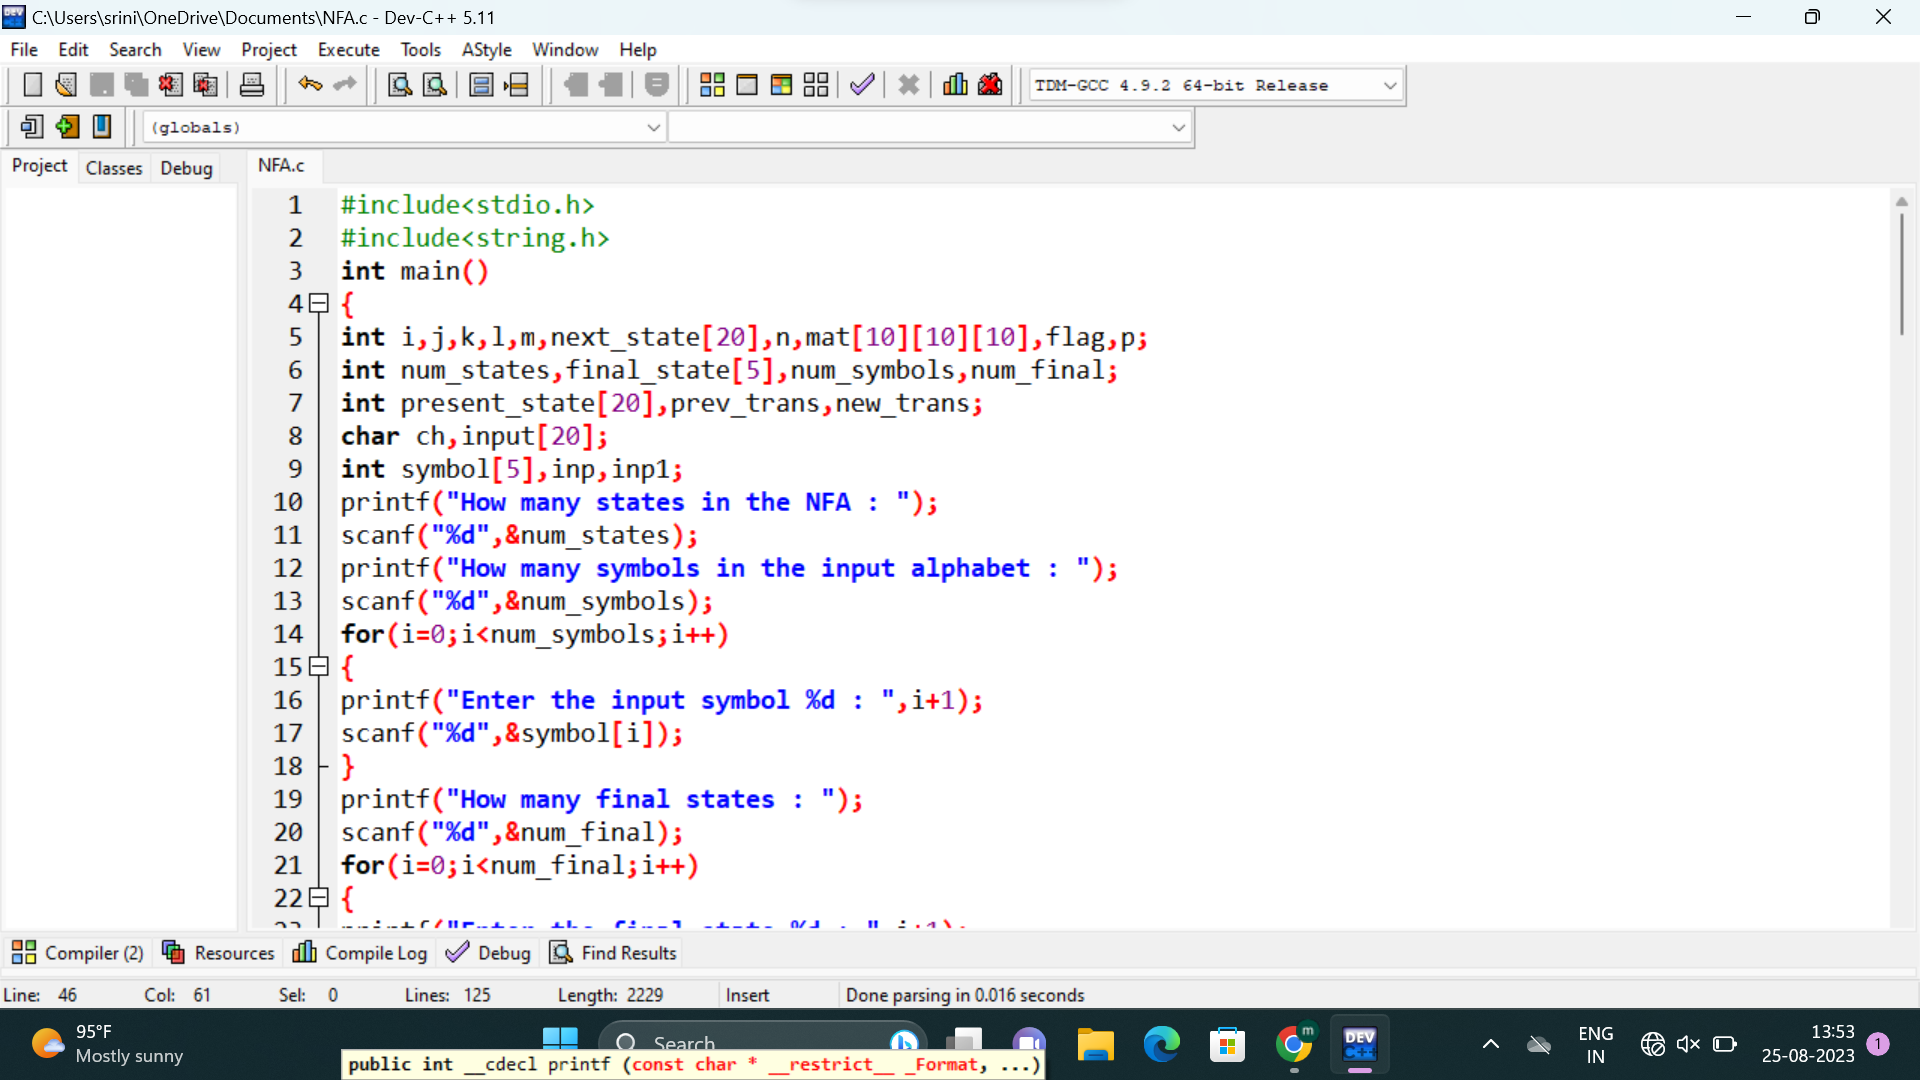 C:\Users\srini\OneDrive\Documents\NFA.c - Dev-C++ 5.11
File Edit Search View Project Execute Tools AStyle Window Help
TDM-GCC 4.9.2 64-bit Release
(globals)
Project Classes Debug NFA.c
1 #include<stdio.h>
2 #include<string.h>
3 int main()
4 {
5 int i,j,k,l,m,next_state[20],n,mat[10][10][10],flag,p;
6 int num_states,final_state[5],num_symbols,num_final;
7 int present_state[20],prev_trans,new_trans;
8 char ch,input[20];
9 int symbol[5],inp,inp1;
10 printf("How many states in the NFA : ");
11 scanf("%d",&num_states);
12 printf("How many symbols in the input alphabet : ");
13 scanf("%d",&num_symbols);
14 for(i=0;i<num_symbols;i++)
15 {
16 printf("Enter the input symbol %d : ",i+1);
17 scanf("%d",&symbol[i]);
18 }
19 printf("How many final states : ");
20 scanf("%d",&num_final);
21 for(i=0;i<num_final;i++)
22 {
23 printf("Enter the final state %d : ",i+1);
Compiler (2) Resources Compile Log Debug Find Results
Line: 46 Col: 61 Sel: 0 Lines: 125 Length: 2229 Insert Done parsing in 0.016 seconds
95°F
Mostly sunny
Search
m
DEV
C++
ENG
IN
13:53
25-08-2023
1
public int __cdecl printf (const char * __restrict__ _Format, ...)